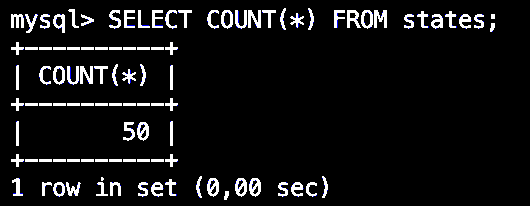 mysql> SELECT COUNT(*) FROM states;
+----------+
| COUNT(*) |
+----------+
|       50 |
+----------+
1 row in set (0,00 sec)